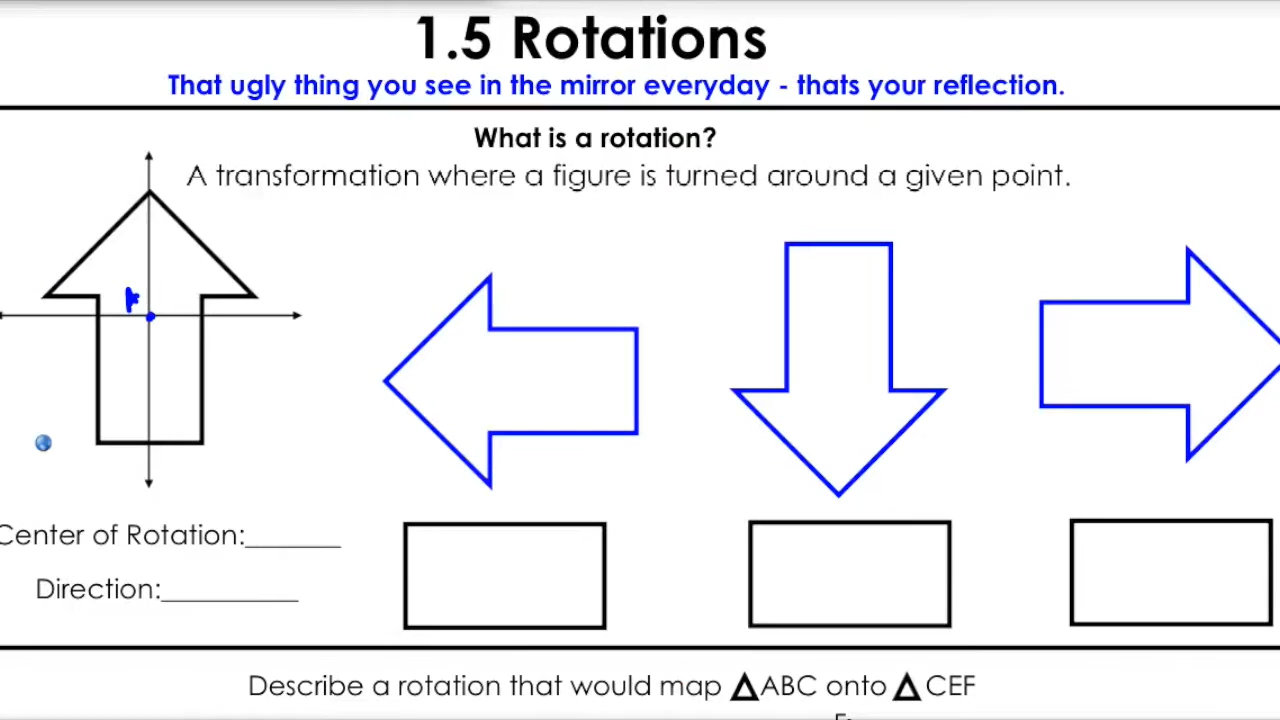 1.5 Rotations
That ugly thing you see in the mirror everyday - thats your reflection.
What is a rotation?
A transformation where a figure is turned around a given point.
Center of Rotation:______
Direction:_________
Describe a rotation that would map △ABC onto △CEF